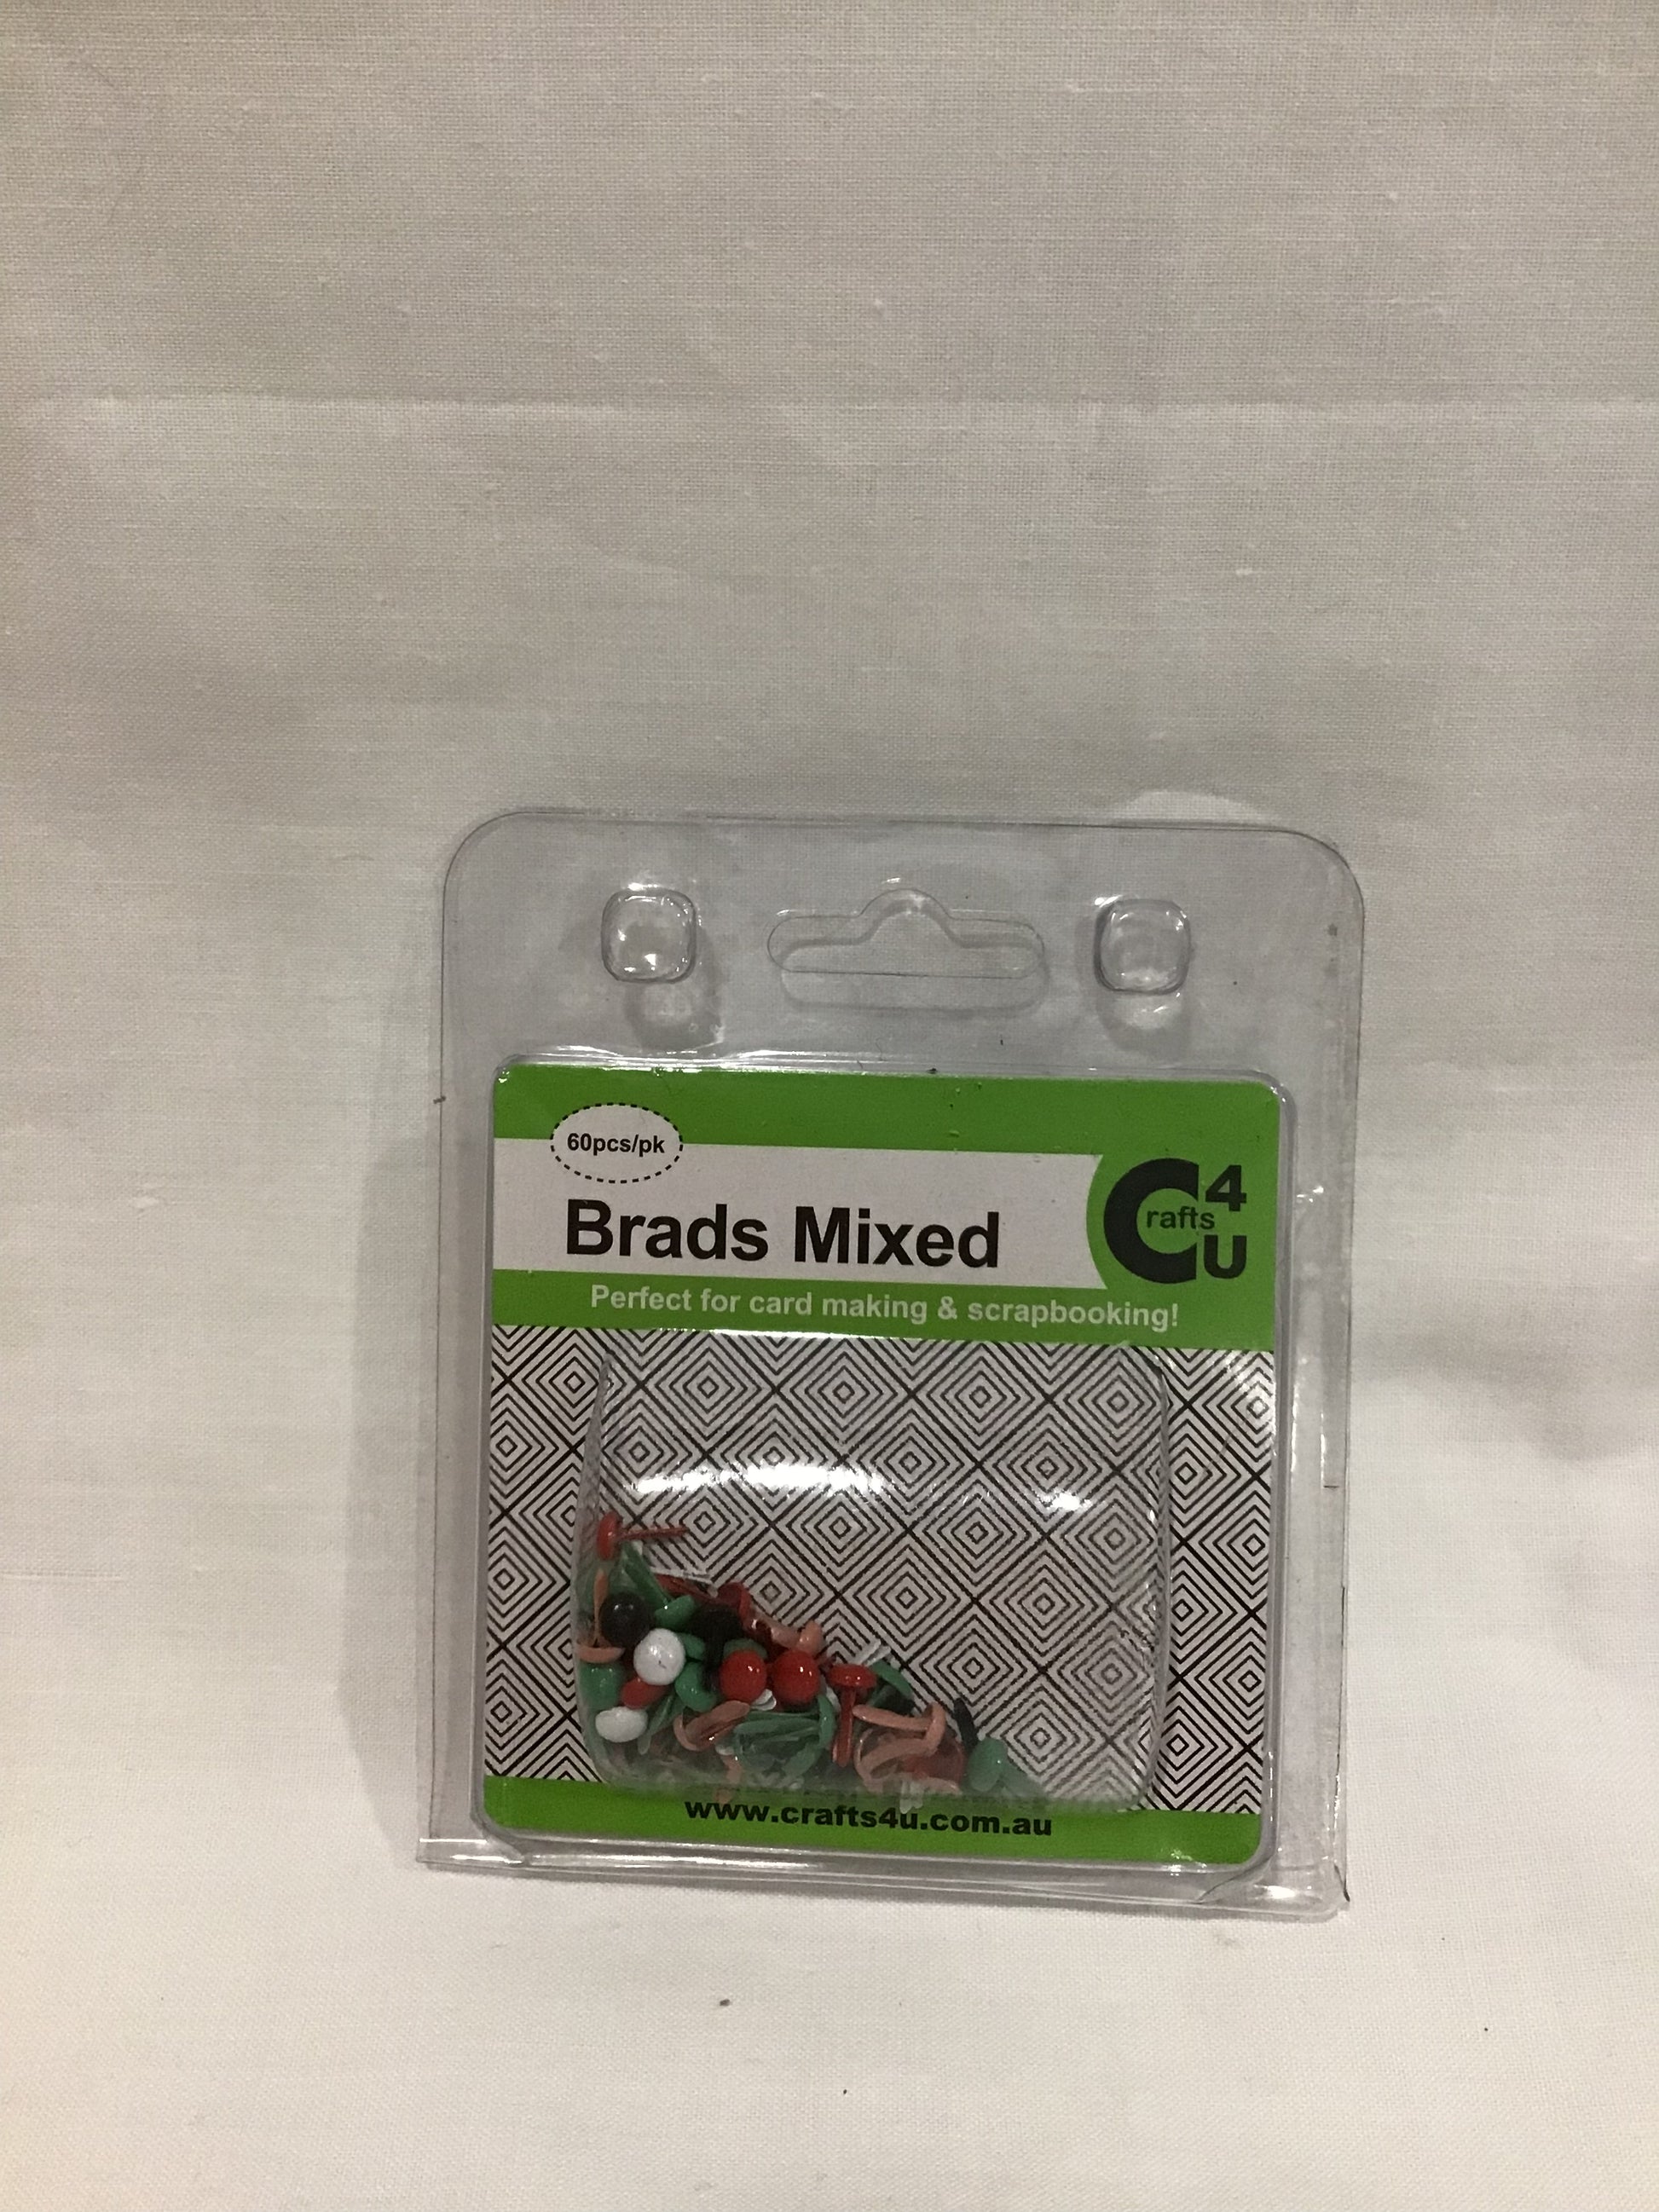 60pcs/pk
Brads Mixed
Crafts 4 U
Perfect for card making & scrapbooking!
www.crafts4u.com.au